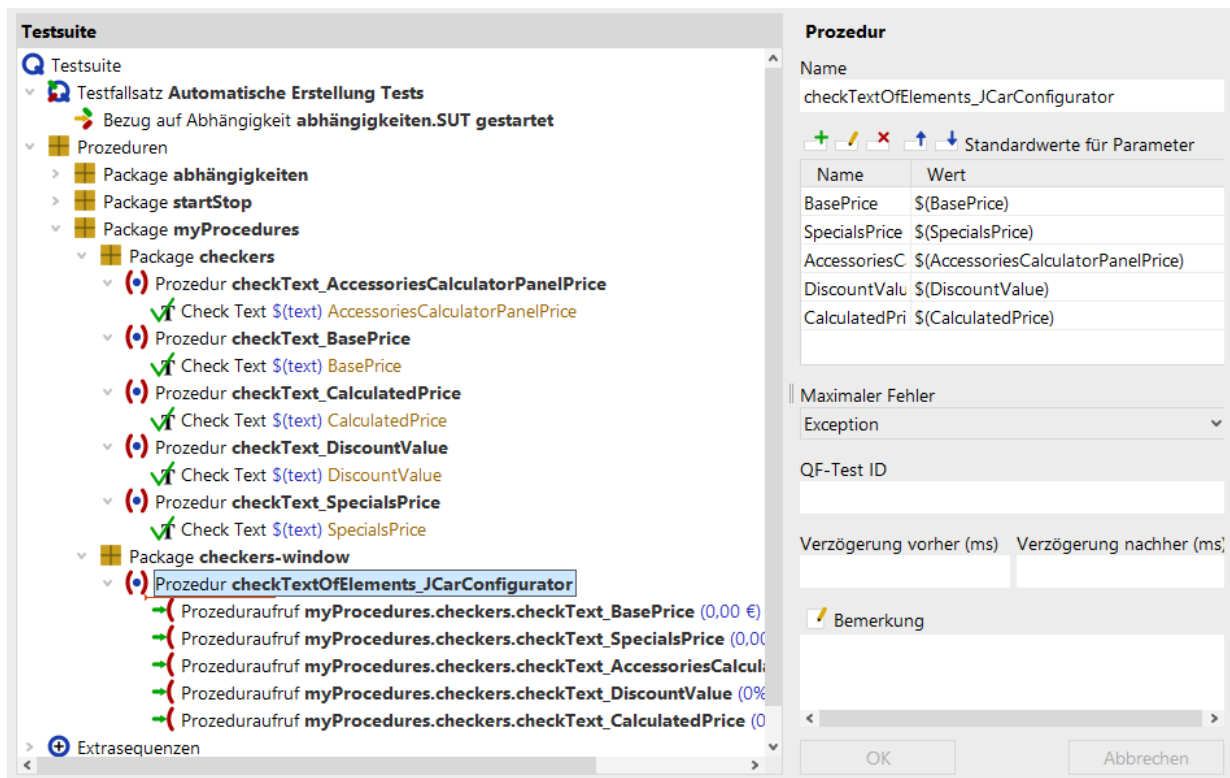 Testsuite
Testsuite
Testfallsatz Automatische Erstellung Tests
Bezug auf Abhängigkeit abhängigkeiten.SUT gestartet
Prozeduren
Package abhängigkeiten
Package startStop
Package myProcedures
Package checkers
Prozedur checkText_AccessoriesCalculatorPanelPrice
Check Text $(text) AccessoriesCalculatorPanelPrice
Prozedur checkText_BasePrice
Check Text $(text) BasePrice
Prozedur checkText_CalculatedPrice
Check Text $(text) CalculatedPrice
Prozedur checkText_DiscountValue
Check Text $(text) DiscountValue
Prozedur checkText_SpecialsPrice
Check Text $(text) SpecialsPrice
Package checkers-window
Prozedur checkTextOfElements_JCarConfigurator
Prozeduraufruf myProcedures.checkers.checkText_BasePrice (0,00 €)
Prozeduraufruf myProcedures.checkers.checkText_SpecialsPrice (0,00
Prozeduraufruf myProcedures.checkers.checkText_AccessoriesCalcul
Prozeduraufruf myProcedures.checkers.checkText_DiscountValue (0%
Prozeduraufruf myProcedures.checkers.checkText_CalculatedPrice (0
Extrasequenzen
Prozedur
Name
checkTextOfElements_JCarConfigurator
Standardwerte für Parameter
Name Wert
BasePrice $(BasePrice)
SpecialsPrice $(SpecialsPrice)
AccessoriesC $(AccessoriesCalculatorPanelPrice)
DiscountValu $(DiscountValue)
CalculatedPri $(CalculatedPrice)
Maximaler Fehler
Exception
QF-Test ID
Verzögerung vorher (ms) Verzögerung nachher (ms)
Bemerkung
OK Abbrechen